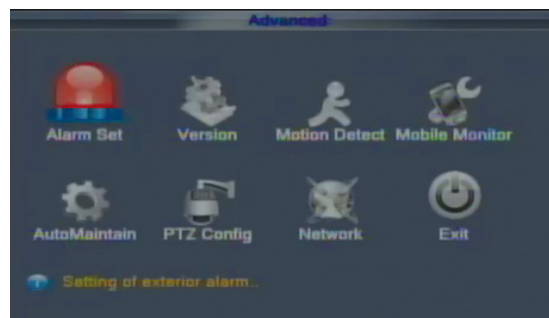 Advanced
Alarm Set Version Motion Detect Mobile Monitor
AutoMaintain PTZ Config Network Exit
Setting of exterior alarm..